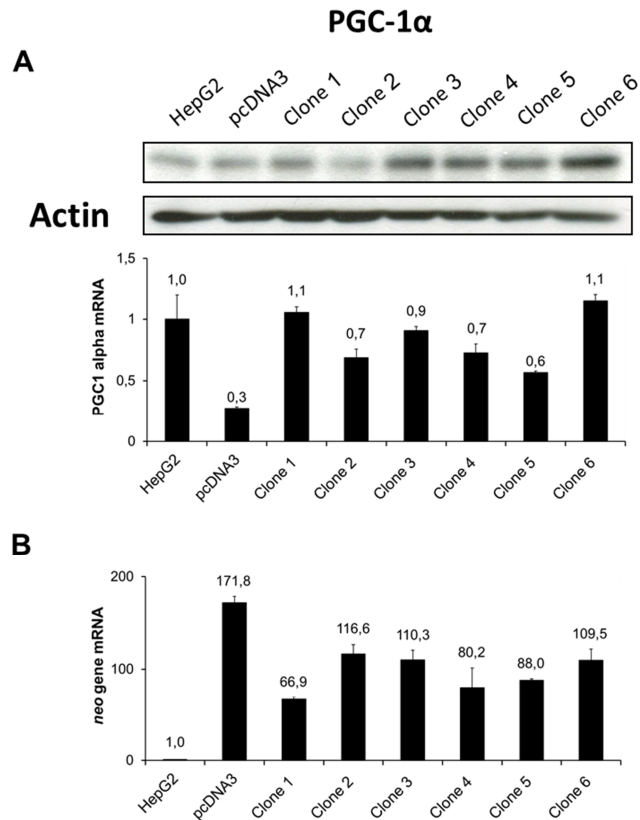 PGC-1α
A
HepG2 pcDNA3 Clone 1 Clone 2 Clone 3 Clone 4 Clone 5 Clone 6
Actin
PGC1 alpha mRNA
1,5
1
0,5
0
1,0 0,3 1,1 0,7 0,9 0,7 0,6 1,1
HepG2 pcDNA3 Clone 1 Clone 2 Clone 3 Clone 4 Clone 5 Clone 6
B
neo gene mRNA
200
100
0
1,0 171,8 66,9 116,6 110,3 80,2 88,0 109,5
HepG2 pcDNA3 Clone 1 Clone 2 Clone 3 Clone 4 Clone 5 Clone 6